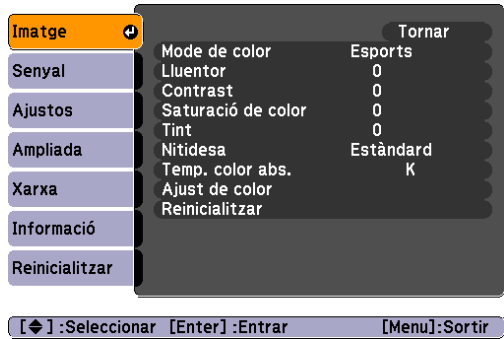 Imatge
Senyal
Ajustos
Ampliada
Xarxa
Informació
Reinicialitzar
Tornar
Mode de color Esports
Lluentor 0
Contrast 0
Saturació de color 0
Tint 0
Nitidesa Estàndard
Temp. color abs. K
Ajust de color
Reinicialitzar
[◆] :Seleccionar [Enter] :Entrar [Menu]:Sortir